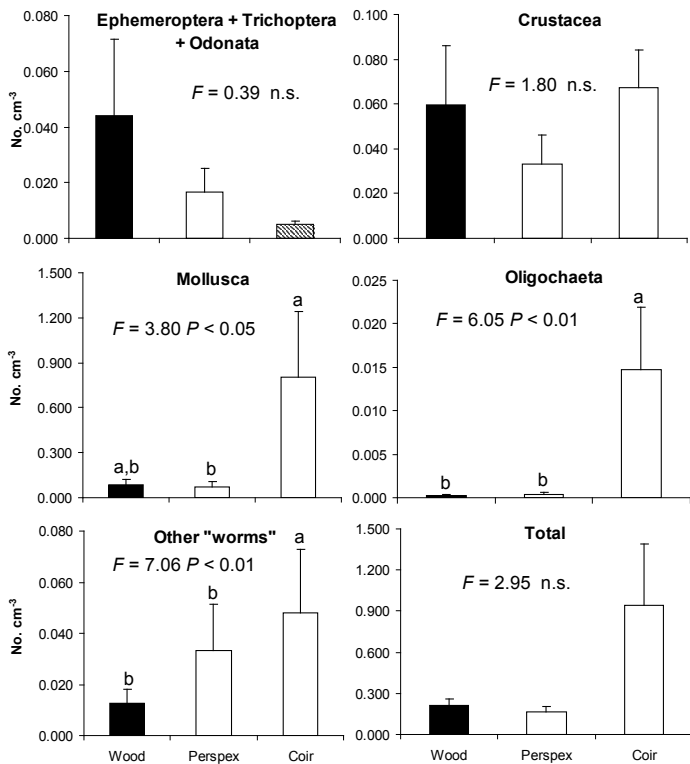 Ephemeroptera + Trichoptera
+ Odonata
F = 0.39 n.s.
No. cm-3
0.080
0.060
0.040
0.020
0.000
Crustacea
F = 1.80 n.s.
0.100
0.080
0.060
0.040
0.020
0.000
Mollusca
F = 3.80 P < 0.05
No. cm-3
1.500
1.200
0.900
0.600
0.300
0.000
a,b
b
a
Oligochaeta
F = 6.05 P < 0.01
0.025
0.020
0.015
0.010
0.005
0.000
b
b
a
Other "worms"
F = 7.06 P < 0.01
No. cm-3
0.080
0.060
0.040
0.020
0.000
b
b
a
Wood Perspex Coir
Total
F = 2.95 n.s.
1.500
1.200
0.900
0.600
0.300
0.000
Wood Perspex Coir